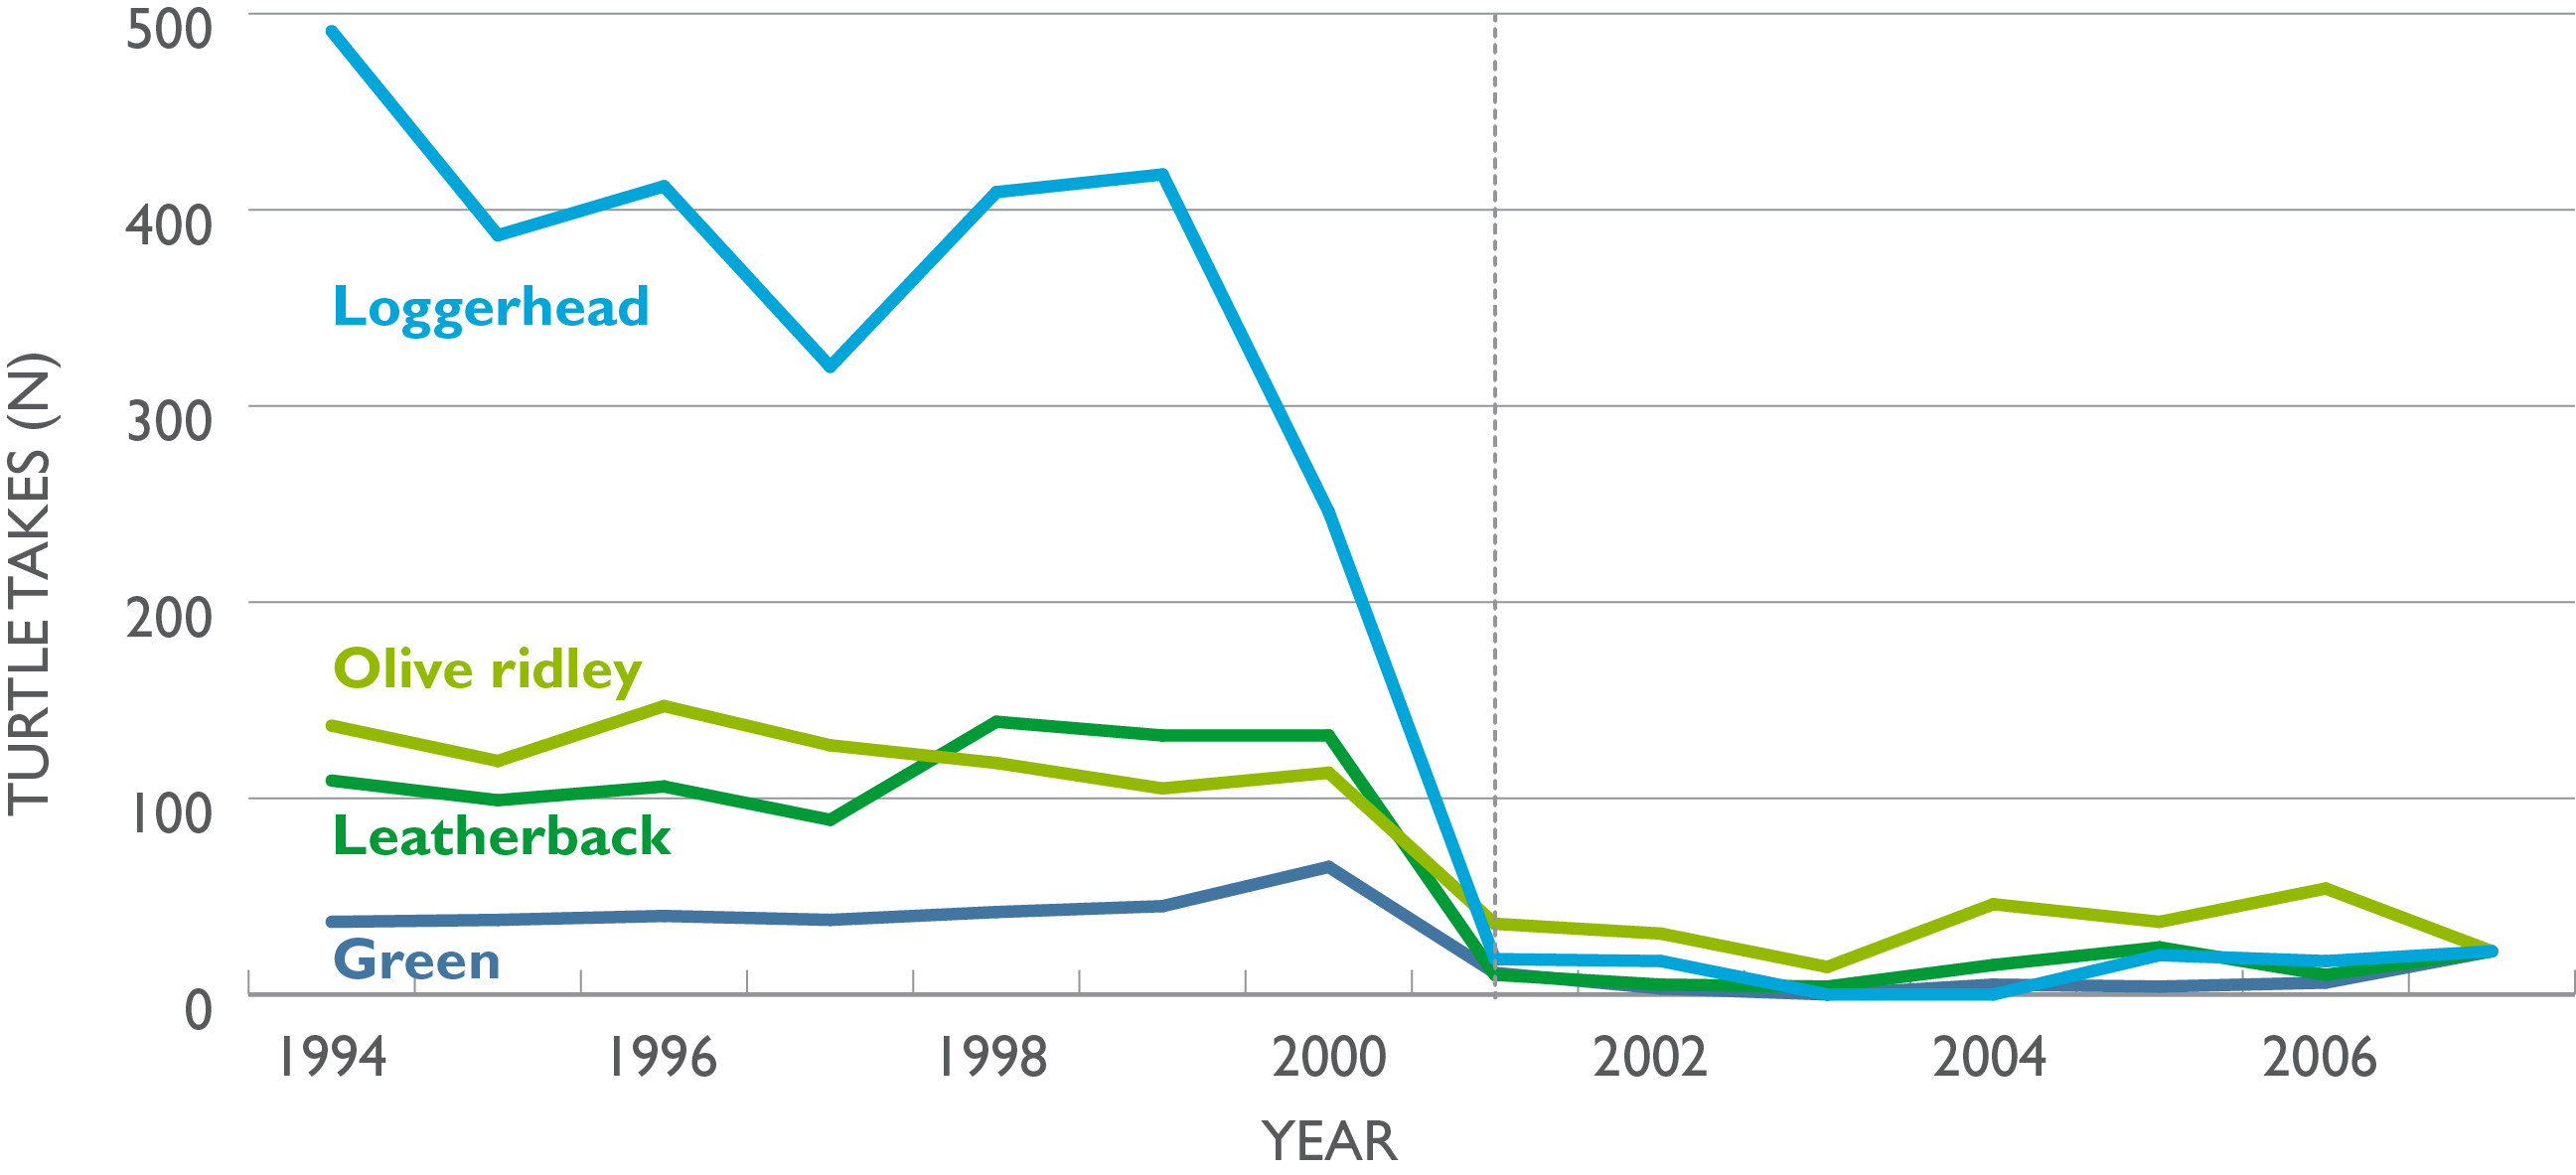 500
400
300
200
100
0
TURTLE TAKES (N)
Loggerhead
Olive ridley
Leatherback
Green
1994 1996 1998 2000 2002 2004 2006
YEAR